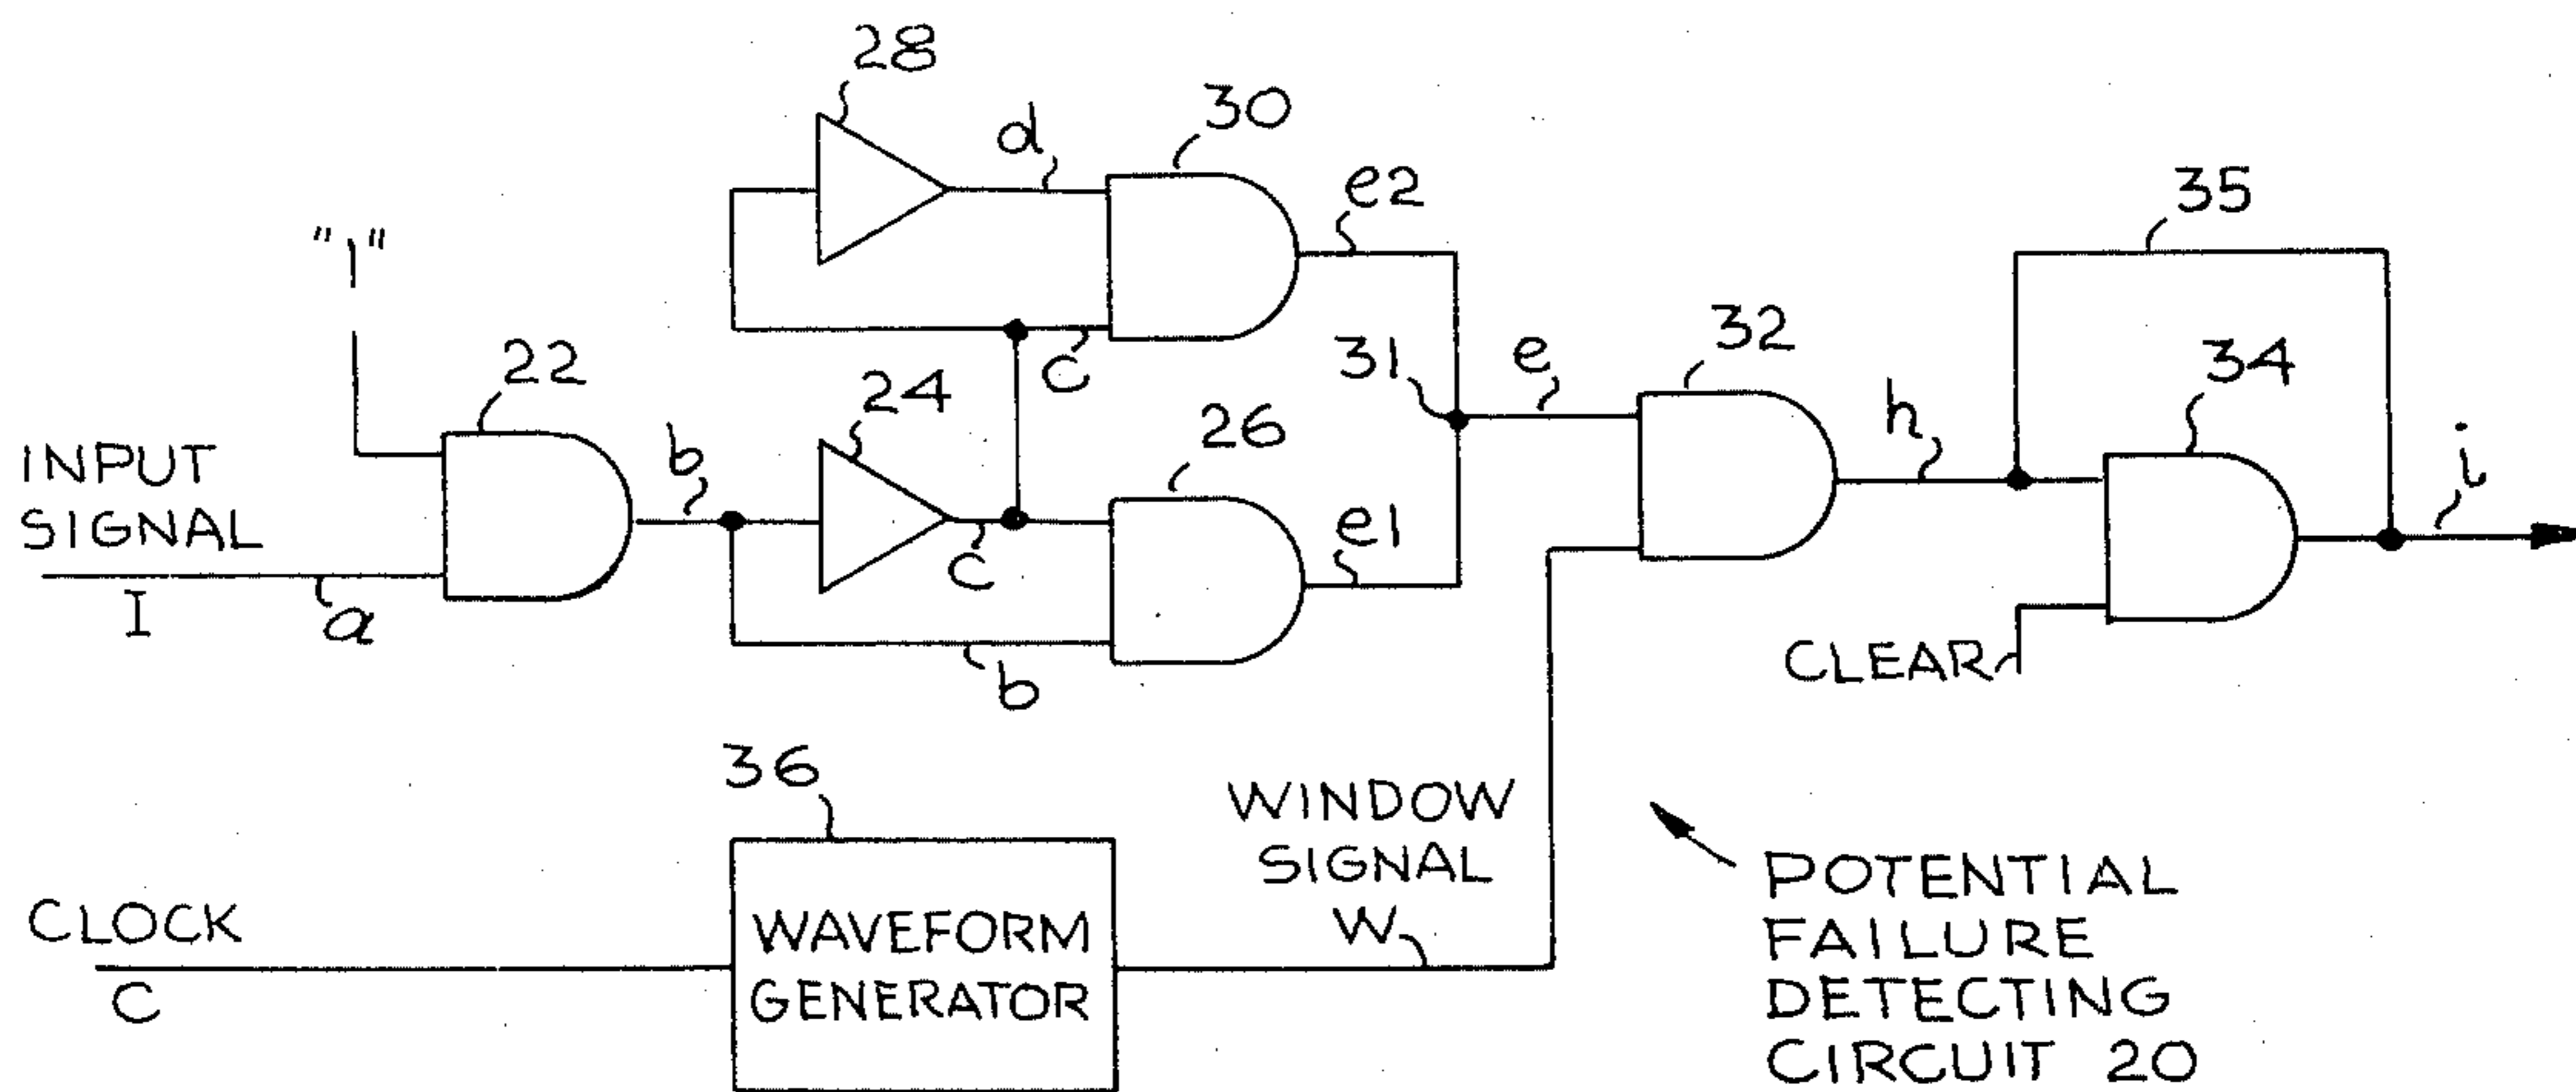 28
30
d
e2
35
"1"
c
32
31
e
22
24
34
h
26
b
i
INPUT
SIGNAL
c
e1
I
a
CLEAR
b
36
WINDOW
SIGNAL
W
CLOCK
C
WAVEFORM
GENERATOR
POTENTIAL
FAILURE
DETECTING
CIRCUIT 20